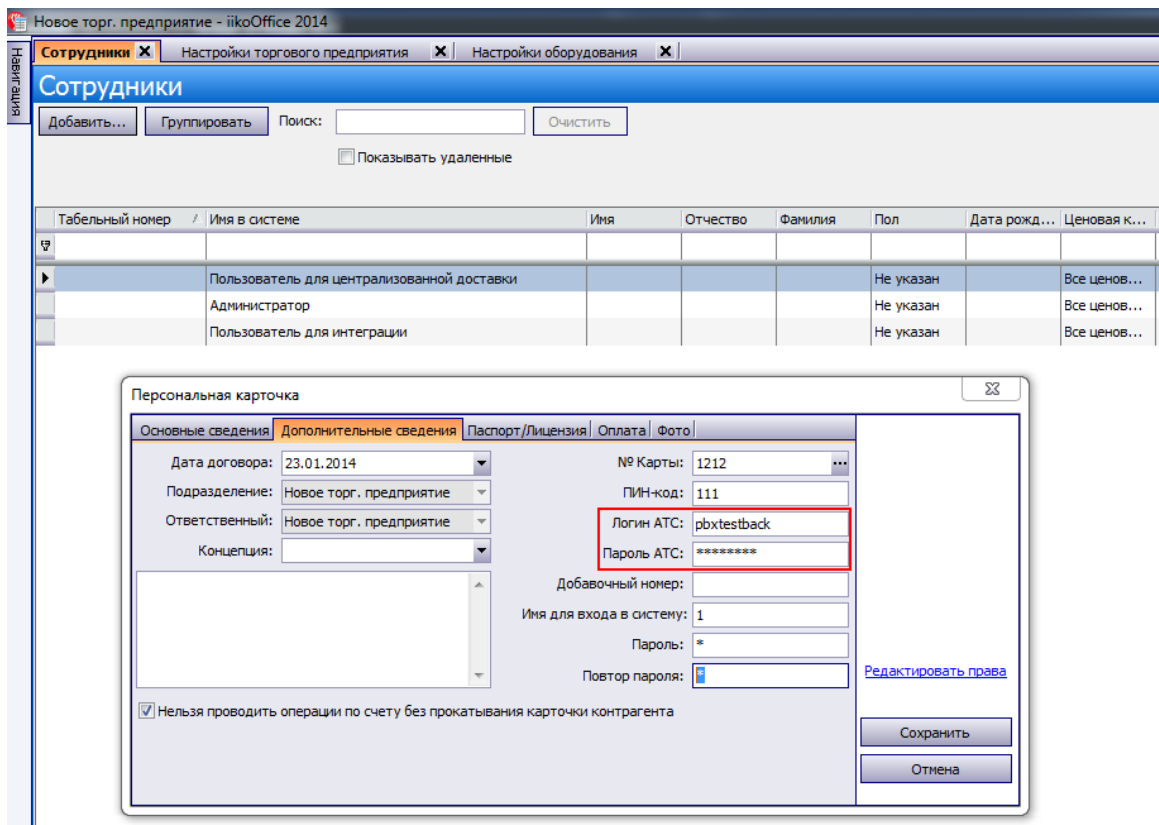 Новое торг. предприятие - iikoOffice 2014
Навигация
Сотрудники Настройки торгового предприятия Настройки оборудования
Сотрудники
Добавить... Группировать Поиск: Очистить
Показывать удаленные
Табельный номер Имя в системе Имя Отчество Фамилия Пол Дата рожд... Ценовая к...
Пользователь для централизованной доставки Не указан Все ценов...
Администратор Не указан Все ценов...
Пользователь для интеграции Не указан Все ценов...
Персональная карточка
Основные сведения Дополнительные сведения Паспорт/Лицензия Оплата Фото
Дата договора: 23.01.2014 № Карты: 1212 ...
Подразделение: Новое торг. предприятие ПИН-код: 111
Ответственный: Новое торг. предприятие Логин АТС: pbxtestback
Концепция: Пароль АТС: ********
Добавочный номер:
Имя для входа в систему: 1
Пароль: *
Повтор пароля: * Редактировать права
Нельзя проводить операции по счету без прокатывания карточки контрагента
Сохранить
Отмена